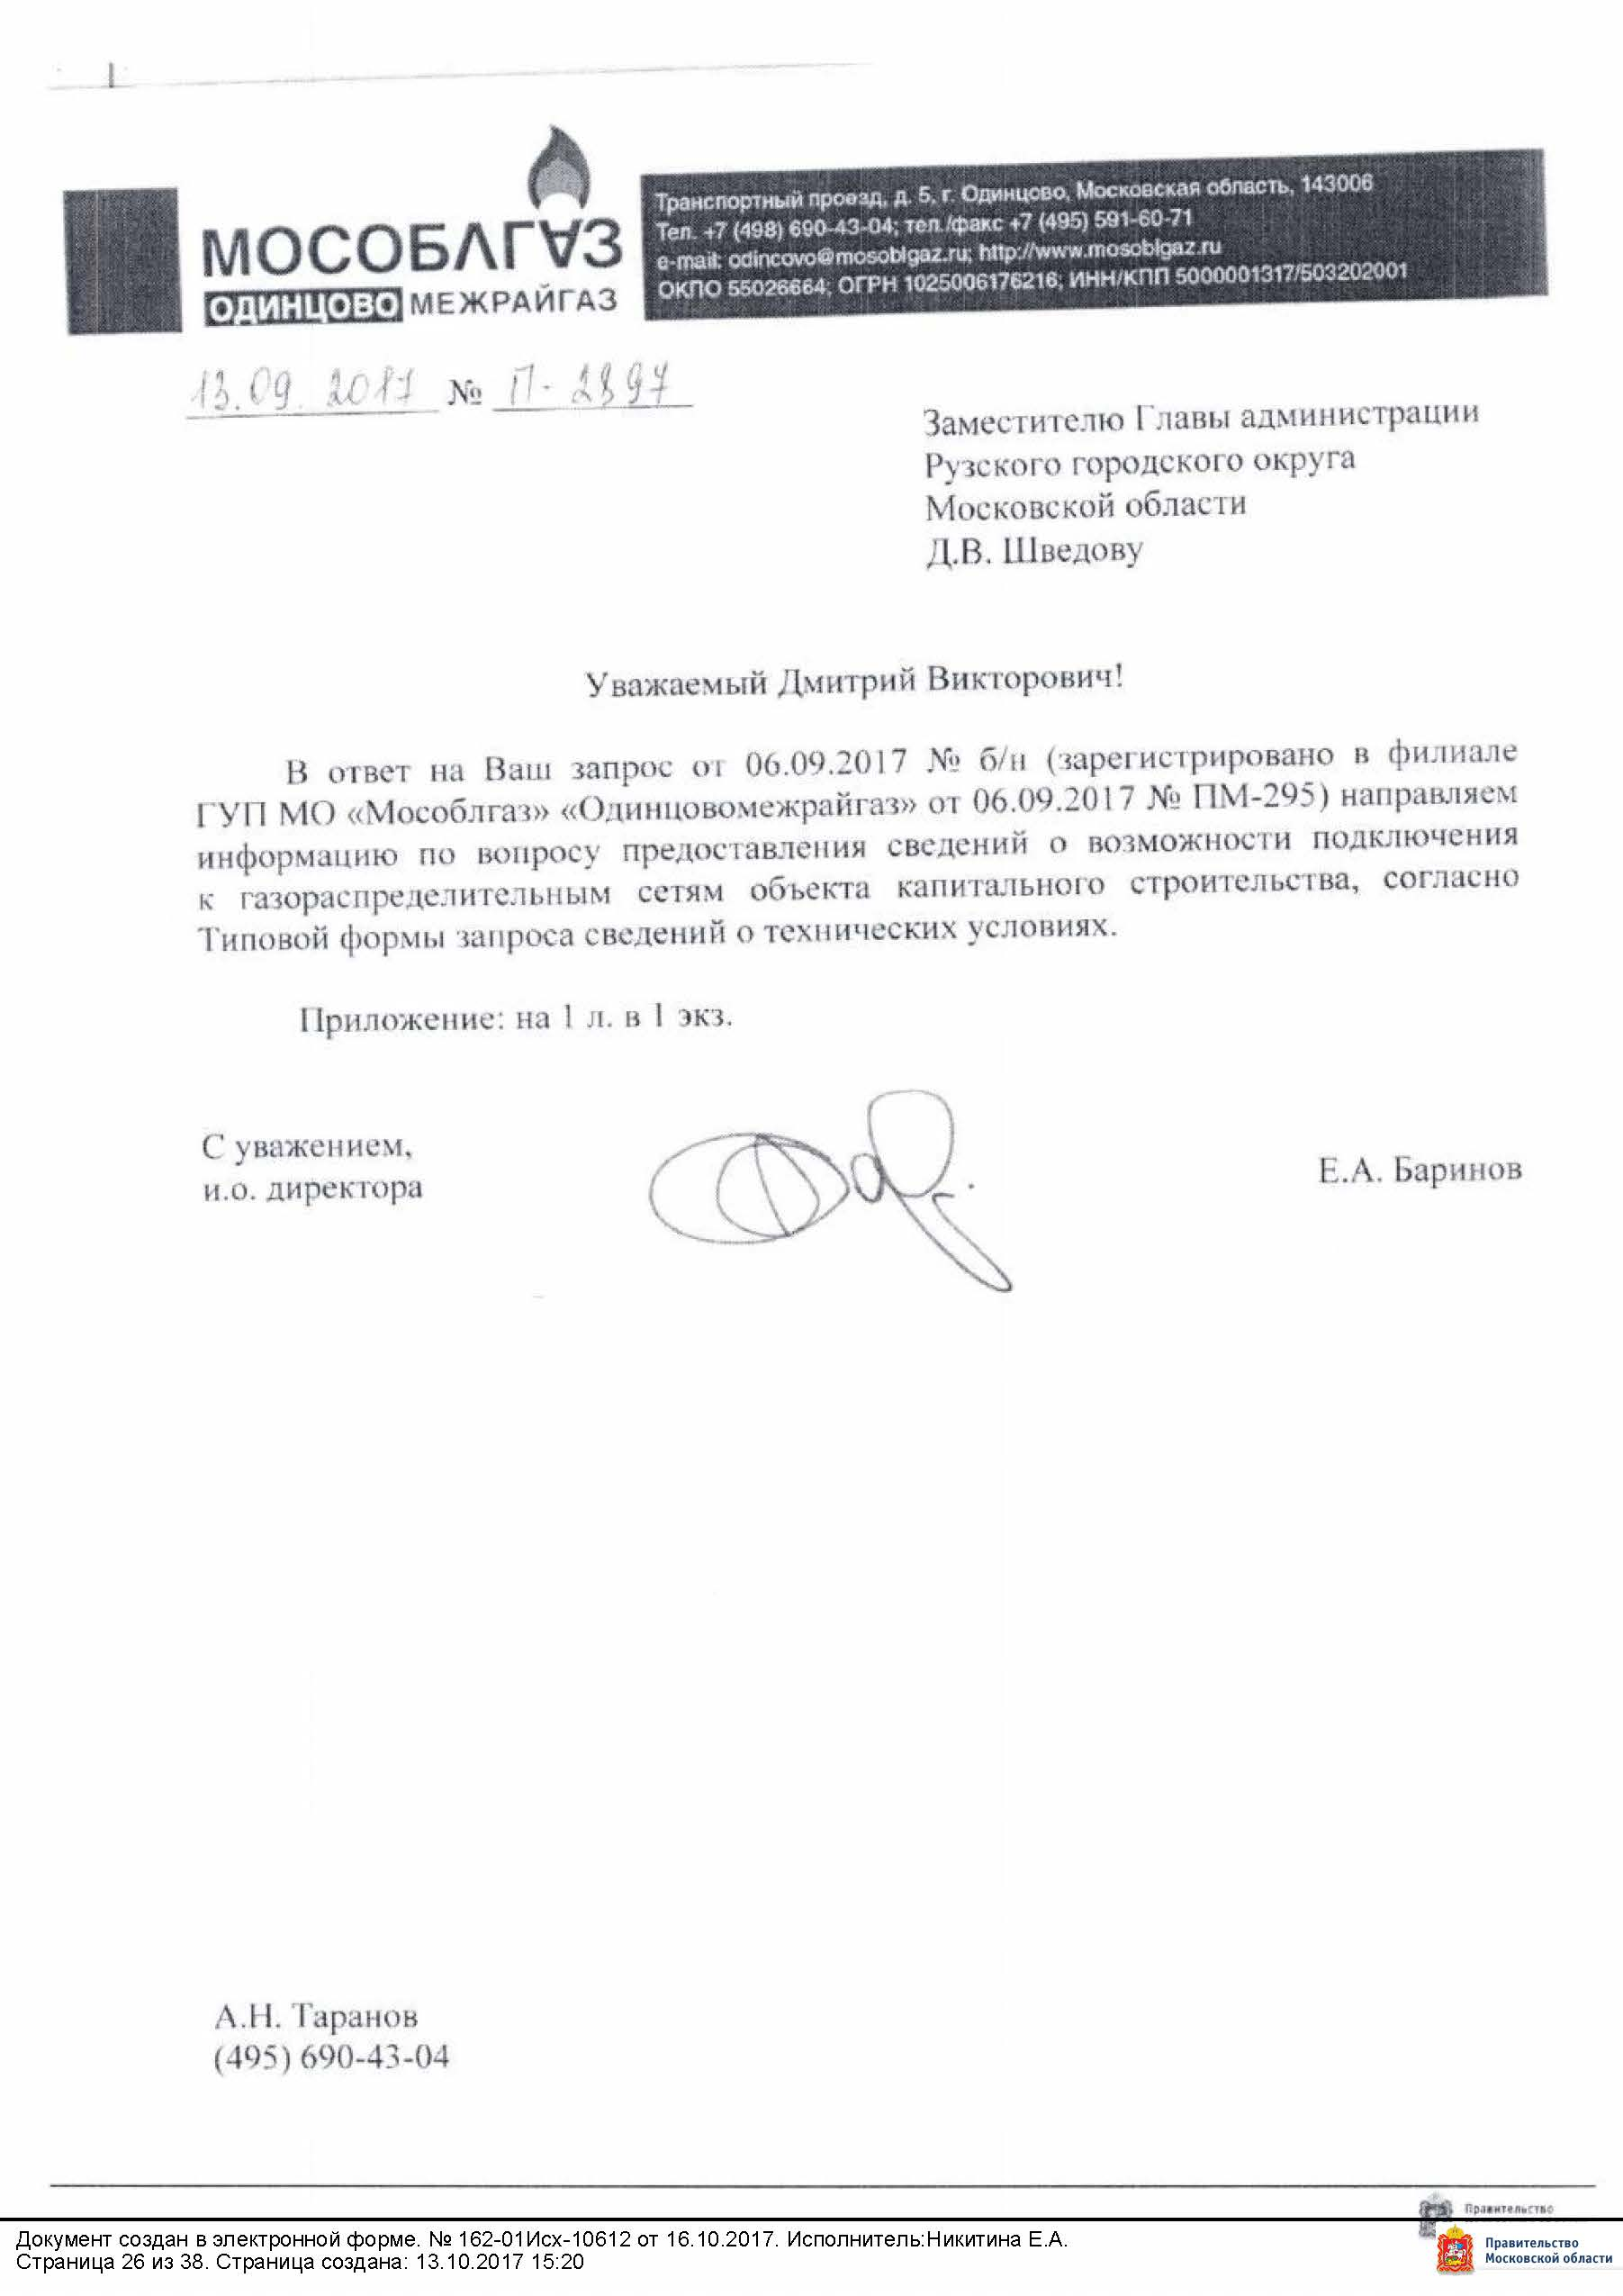 МОСОБЛГАЗ
ОДИНЦОВО МЕЖРАЙГАЗ
Транспортный проезд, д. 5, г. Одинцово, Московская область, 143006
Тел. +7 (498) 690-43-04; тел./факс +7 (495) 591-60-71
e-mail: odincovo@mosoblgaz.ru; http://www.mosoblgaz.ru
ОКПО 55026664; ОГРН 1025006176216; ИНН/КПП 5000001317/503202001
13.09.2017 № П-2897
Заместителю Главы администрации
Рузского городского округа
Московской области
Д.В. Шведову
Уважаемый Дмитрий Викторович!
В ответ на Ваш запрос от 06.09.2017 № б/н (зарегистрировано в филиале
ГУП МО «Мособлгаз» «Одинцовомежрайгаз» от 06.09.2017 № ПМ-295) направляем
информацию по вопросу предоставления сведений о возможности подключения
к газораспределительным сетям объекта капитального строительства, согласно
Типовой формы запроса сведений о технических условиях.
Приложение: на 1 л. в 1 экз.
С уважением,
и.о. директора
Е.А. Баринов
А.Н. Таранов
(495) 690-43-04
Правительство
Документ создан в электронной форме. № 162-01Исх-10612 от 16.10.2017. Исполнитель:Никитина Е.А.
Страница 26 из 38. Страница создана: 13.10.2017 15:20
Правительство
Московской области